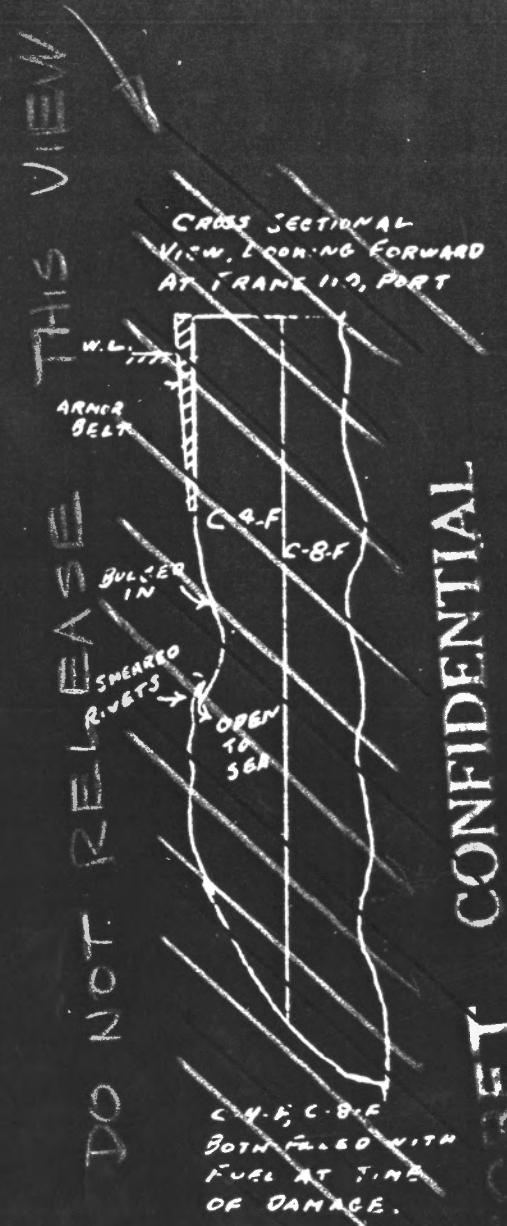 DO NOT RELEASE THIS VIEW
CROSS SECTIONAL
VIEW, LOOKING FORWARD
AT FRAME 110, PORT
W.L.
ARMOR
BELT
C-4-F
C-8-F
BULGED
IN
SHEARED
RIVETS
OPEN
TO
SEA
CONFIDENTIAL
C-4-F, C-8-F
BOTH FILLED WITH
FUEL AT TIME
OF DAMAGE.